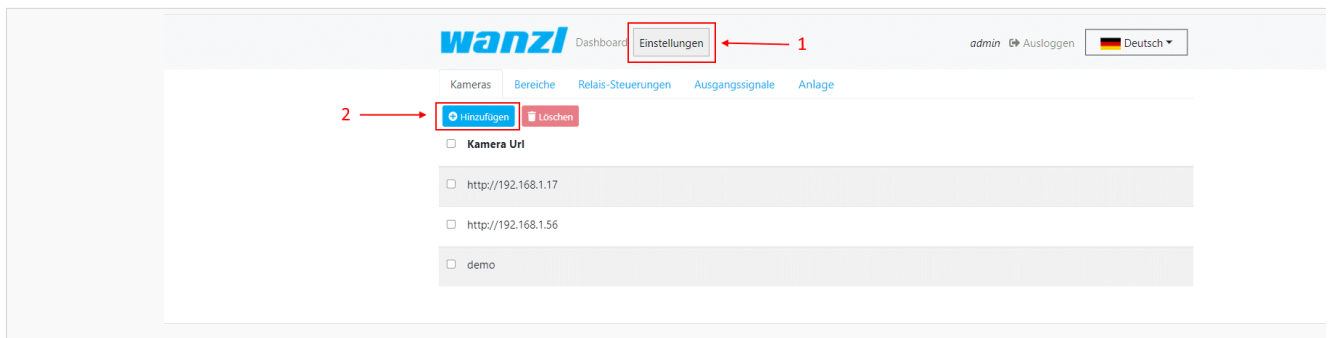 wanzl Dashboard Einstellungen 1 admin Ausloggen Deutsch
Kameras Bereiche Relais-Steuerungen Ausgangssignale Anlage
2 Hinzufügen Löschen
Kamera Url
http://192.168.1.17
http://192.168.1.56
demo